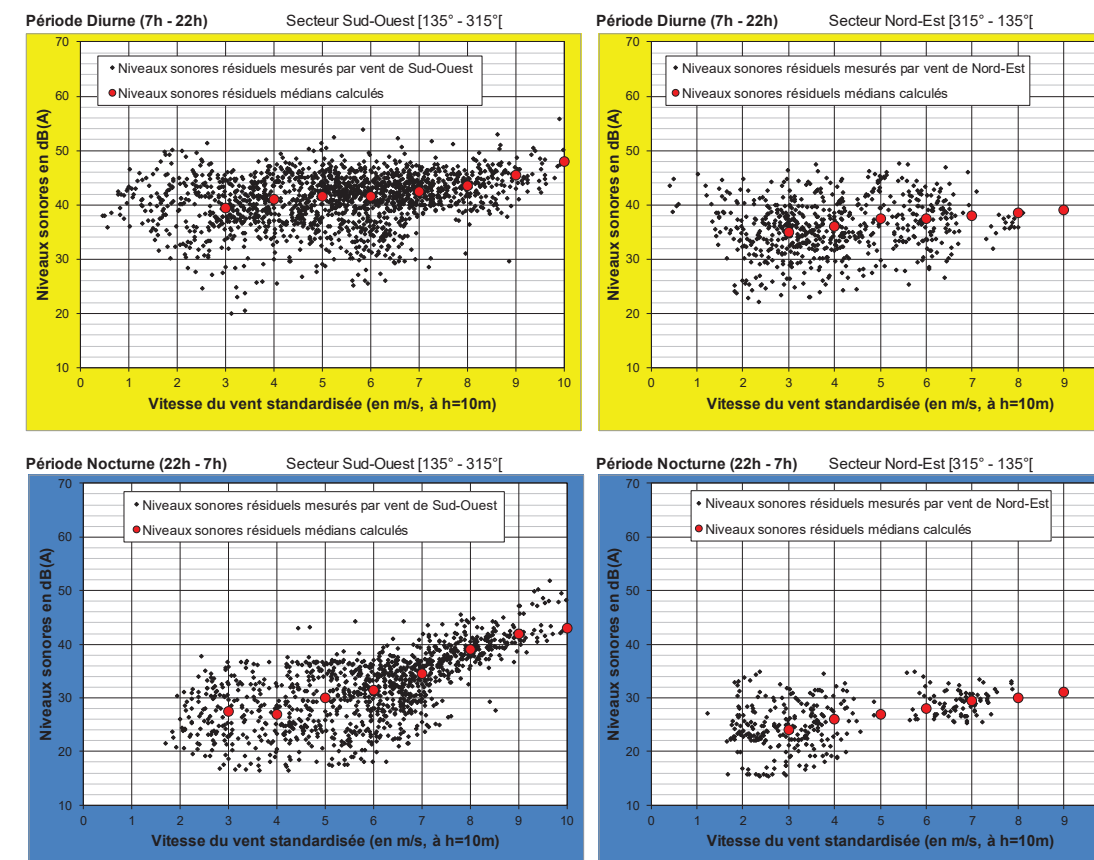 Période Diurne (7h - 22h) Secteur Sud-Ouest [135° - 315°[
70
60
50
40
30
20
10
Niveaux sonores en dB(A)
Niveaux sonores résiduels mesurés par vent de Sud-Ouest
Niveaux sonores résiduels médians calculés
0 1 2 3 4 5 6 7 8 9 10
Vitesse du vent standardisée (en m/s, à h=10m)
Période Diurne (7h - 22h) Secteur Nord-Est [315° - 135°[
70
60
50
40
30
20
10
Niveaux sonores en dB(A)
Niveaux sonores résiduels mesurés par vent de Nord-Est
Niveaux sonores résiduels médians calculés
0 1 2 3 4 5 6 7 8 9
Vitesse du vent standardisée (en m/s, à h=10m)
Période Nocturne (22h - 7h) Secteur Sud-Ouest [135° - 315°[
70
60
50
40
30
20
10
Niveaux sonores en dB(A)
Niveaux sonores résiduels mesurés par vent de Sud-Ouest
Niveaux sonores résiduels médians calculés
0 1 2 3 4 5 6 7 8 9 10
Vitesse du vent standardisée (en m/s, à h=10m)
Période Nocturne (22h - 7h) Secteur Nord-Est [315° - 135°[
70
60
50
40
30
20
10
Niveaux sonores en dB(A)
Niveaux sonores résiduels mesurés par vent de Nord-Est
Niveaux sonores résiduels médians calculés
0 1 2 3 4 5 6 7 8 9
Vitesse du vent standardisée (en m/s, à h=10m)